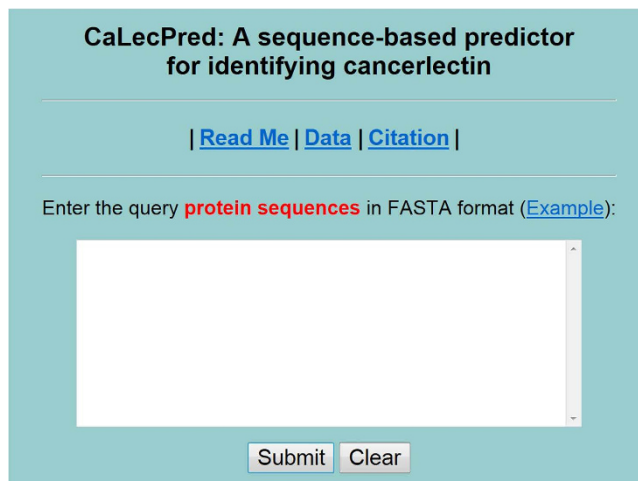 CaLecPred: A sequence-based predictor
for identifying cancerlectin
| Read Me | Data | Citation |
Enter the query protein sequences in FASTA format (Example):
Submit Clear